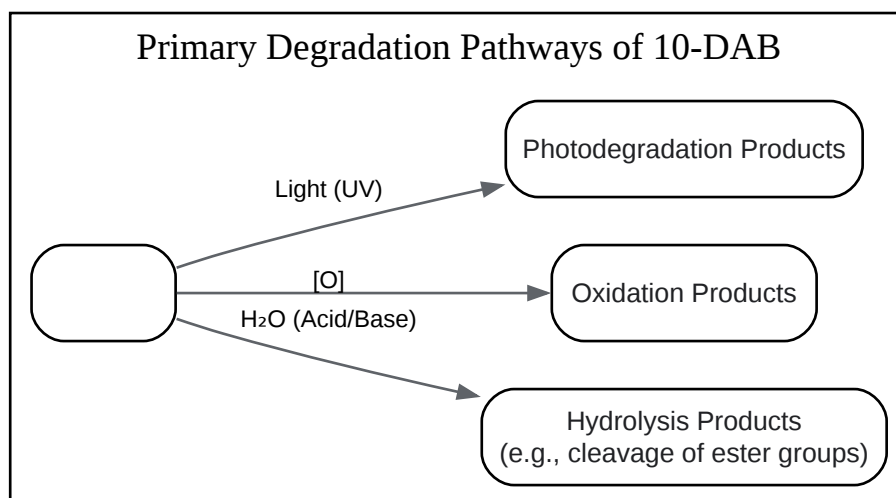 Primary Degradation Pathways of 10-DAB
Photodegradation Products
Light (UV)
[O]
Oxidation Products
H₂O (Acid/Base)
Hydrolysis Products
(e.g., cleavage of ester groups)